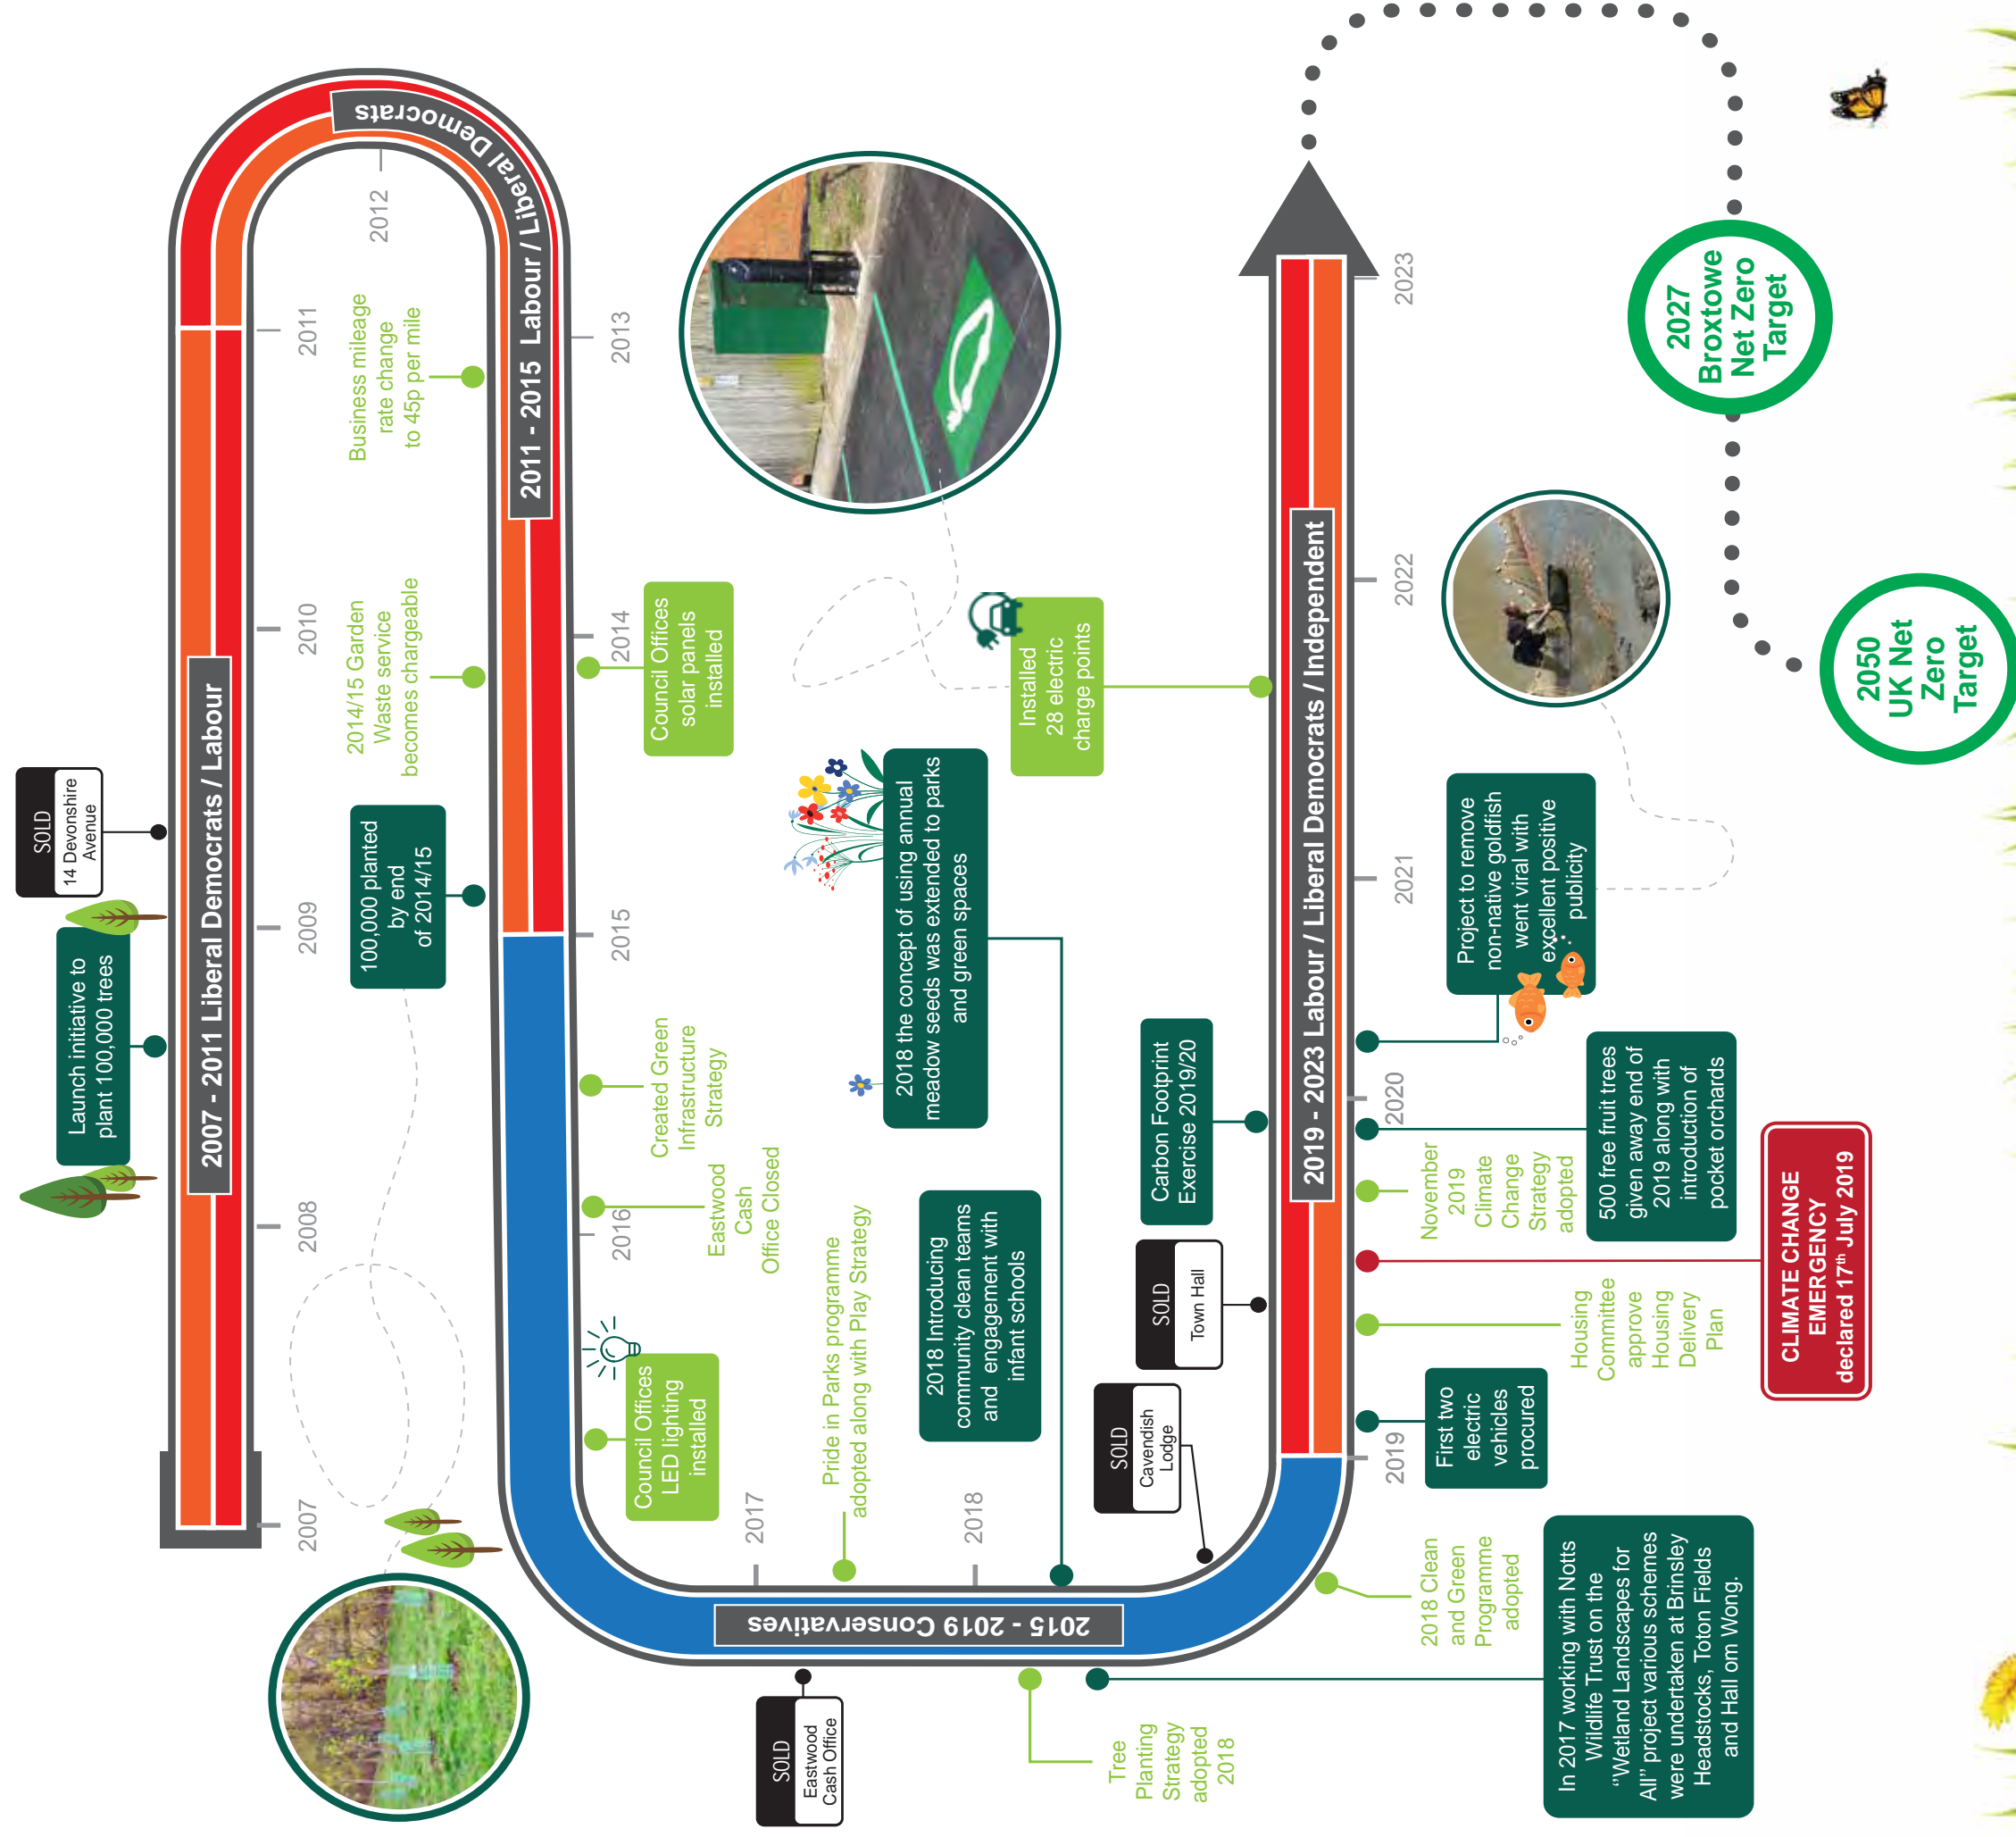 SOLD
14 Devonshire
Avenue
Launch initiative to
plant 100,000 trees
2007 - 2011 Liberal Democrats / Labour
2007
2008
2009
2010
2011
2012
Business mileage
rate change
to 45p per mile
2014/15 Garden
Waste service
becomes chargeable
100,000 planted
by end
of 2014/15
2011 - 2015 Labour / Liberal Democrats
2013
2014
2015
2016
Council Offices
solar panels
installed
Created Green
Infrastructure
Strategy
Eastwood
Cash
Office Closed
Council Offices
LED lighting
installed
2017
2018
Pride in Parks programme
adopted along with Play Strategy
2015 - 2019 Conservatives
SOLD
Eastwood
Cash Office
Tree
Planting
Strategy
adopted
2018
2018 the concept of using annual
meadow seeds was extended to parks
and green spaces
2018 Introducing
community clean teams
and engagement with
infant schools
In 2017 working with Notts
Wildlife Trust on the
“Wetland Landscapes for
All” project various schemes
were undertaken at Brinsley
Headstocks, Toton Fields
and Hall om Wong.
2018 Clean
and Green
Programme
adopted
SOLD
Cavendish
Lodge
SOLD
Town Hall
Carbon Footprint
Exercise 2019/20
Installed
28 electric
charge points
2019 - 2023 Labour / Liberal Democrats / Independent
2019
2020
2021
2022
2023
First two
electric
vehicles
procured
Housing
Committee
approve
Housing
Delivery
Plan
CLIMATE CHANGE
EMERGENCY
declared 17th July 2019
November
2019
Climate
Change
Strategy
adopted
500 free fruit trees
given away end of
2019 along with
introduction of
pocket orchards
Project to remove
non-native goldfish
went viral with
excellent positive
publicity
2027
Broxtowe
Net Zero
Target
2050
UK Net
Zero
Target